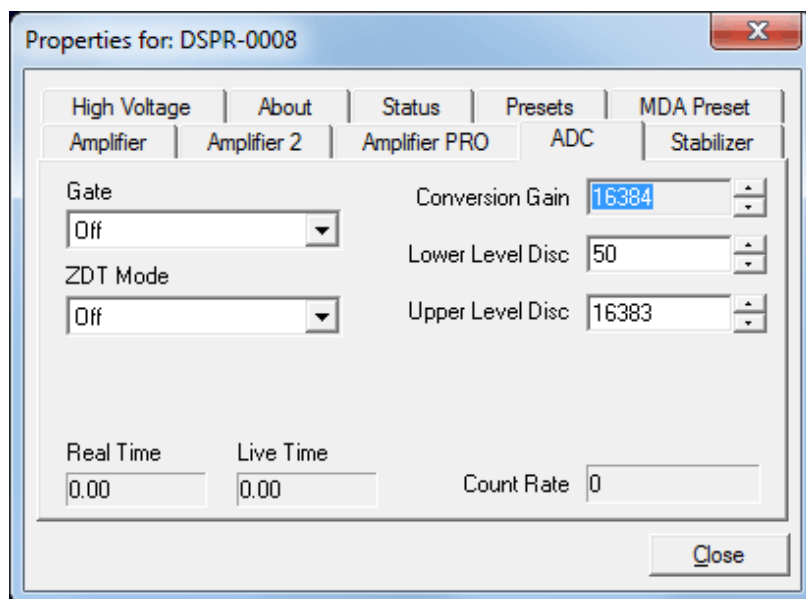 Properties for: DSPR-0008
High Voltage
About
Status
Presets
MDA Preset
Amplifier
Amplifier 2
Amplifier PRO
ADC
Stabilizer
Gate
Off
ZDT Mode
Off
Conversion Gain 16384
Lower Level Disc 50
Upper Level Disc 16383
Real Time
0.00
Live Time
0.00
Count Rate 0
Close